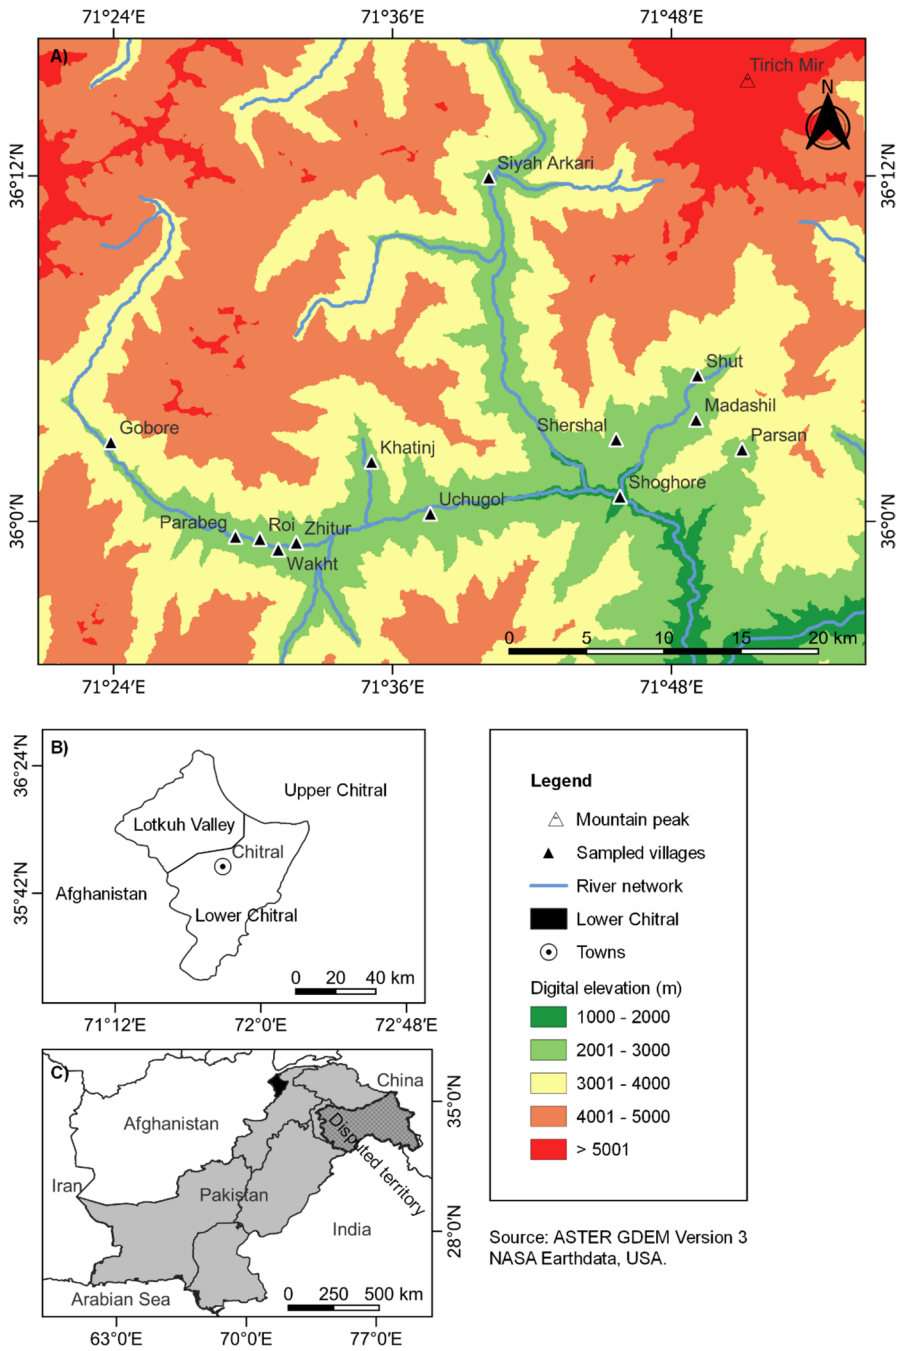 71°24′E 71°36′E 71°48′E
A)
Tirich Mir
N
36°12′N 36°12′N
Siyah Arkari
Shut
Madashil
Gobore
Khatinj
Shershal
Parsan
Uchugol
Shoghore
36°0′N 36°0′N
Parabeg
Roi
Zhitur
Wakht
0 5 10 15 20 km
71°24′E 71°36′E 71°48′E
B)
36°24′N
Upper Chitral
Lotkuh Valley
Chitral
35°42′N
Afghanistan
Lower Chitral
0 20 40 km
71°12′E 72°0′E 72°48′E
C)
China
35°0′N
Afghanistan
Disputed territory
Iran
Pakistan
India
28°0′N
Arabian Sea
0 250 500 km
63°0′E 70°0′E 77°0′E
Legend
Mountain peak
Sampled villages
River network
Lower Chitral
Towns
Digital elevation (m)
1000 - 2000
2001 - 3000
3001 - 4000
4001 - 5000
> 5001
Source: ASTER GDEM Version 3
NASA Earthdata, USA.